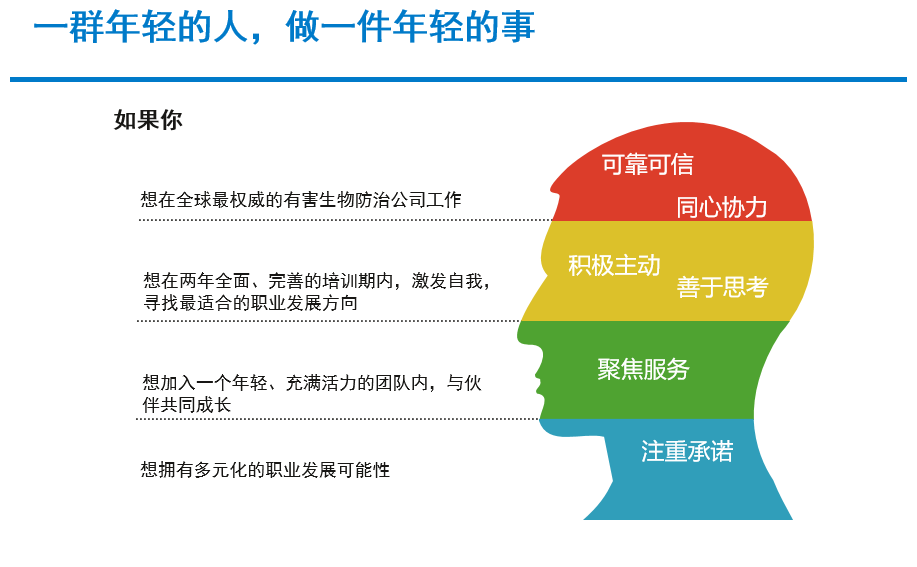 一群年轻的人，做一件年轻的事
如果你
可靠可信
想在全球最权威的有害生物防治公司工作
同心协力
积极主动
想在两年全面、完善的培训期内，激发自我，
寻找最适合的职业发展方向
善于思考
聚焦服务
想加入一个年轻、充满活力的团队内，与伙
伴共同成长
注重承诺
想拥有多元化的职业发展可能性